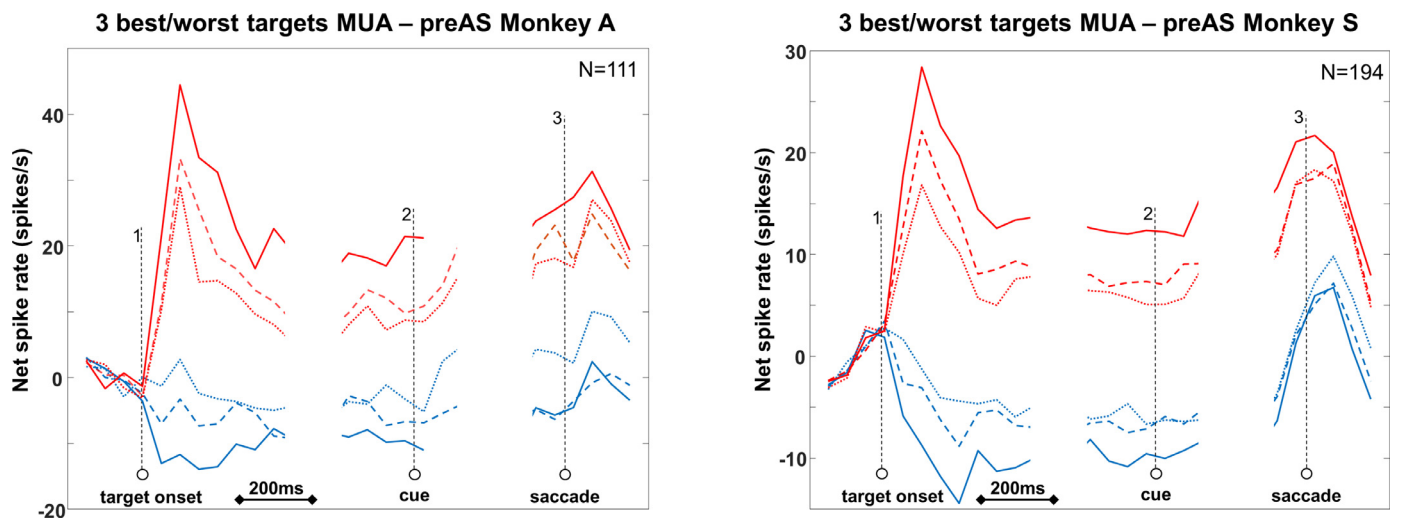 3 best/worst targets MUA – preAS Monkey A
N=111
Net spike rate (spikes/s)
40
20
0
-20
1
2
3
target onset
200ms
cue
saccade
3 best/worst targets MUA – preAS Monkey S
N=194
Net spike rate (spikes/s)
30
20
10
0
-10
1
2
3
target onset
200ms
cue
saccade